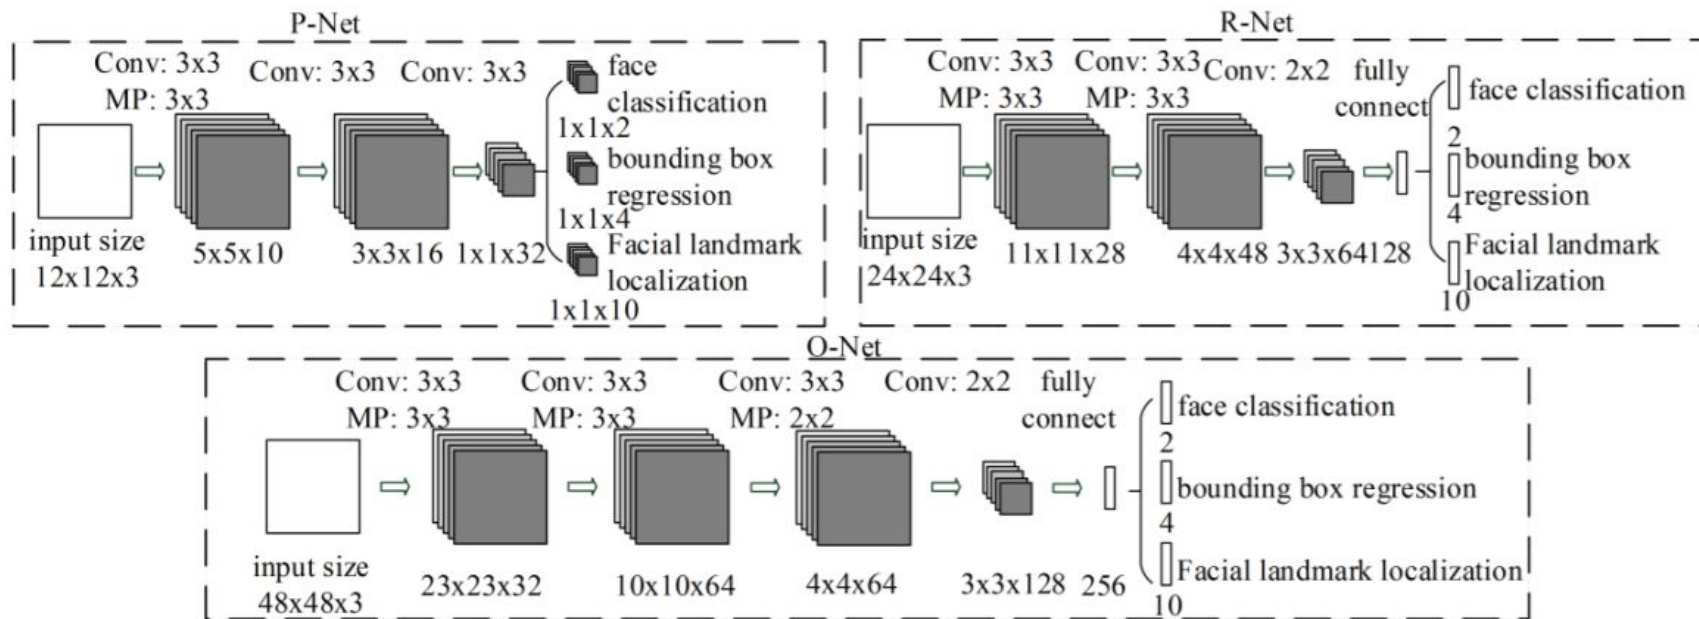 P-Net
Conv: 3x3
MP: 3x3
Conv: 3x3
Conv: 3x3
face
classification
1x1x2
bounding box
regression
1x1x4
Facial landmark
localization
1x1x10
input size
12x12x3
5x5x10
3x3x16
1x1x32
R-Net
Conv: 3x3
MP: 3x3
Conv: 3x3
MP: 3x3
Conv: 2x2
fully
connect
face classification
2
bounding box
regression
4
Facial landmark
localization
10
input size
24x24x3
11x11x28
4x4x48
3x3x64
128
O-Net
Conv: 3x3
MP: 3x3
Conv: 3x3
MP: 3x3
Conv: 3x3
MP: 2x2
Conv: 2x2
fully
connect
face classification
2
bounding box regression
4
Facial landmark localization
10
input size
48x48x3
23x23x32
10x10x64
4x4x64
3x3x128
256